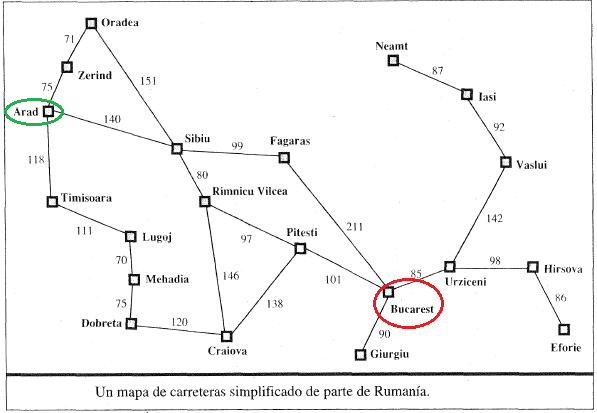 Oradea
71
Neamt
87
Zerind
151
75
Iasi
Arad
140
92
Sibiu
Fagaras
99
118
Vaslui
80
Timisoara
Rimnicu Vilcea
211
142
111
Lugoj
97
Pitesti
70
98
Hirsova
146
101
85
Mehadia
Urziceni
75
138
86
Bucarest
Dobreta
120
90
Craiova
Giurgiu
Eforie
Un mapa de carreteras simplificado de parte de Rumanía.